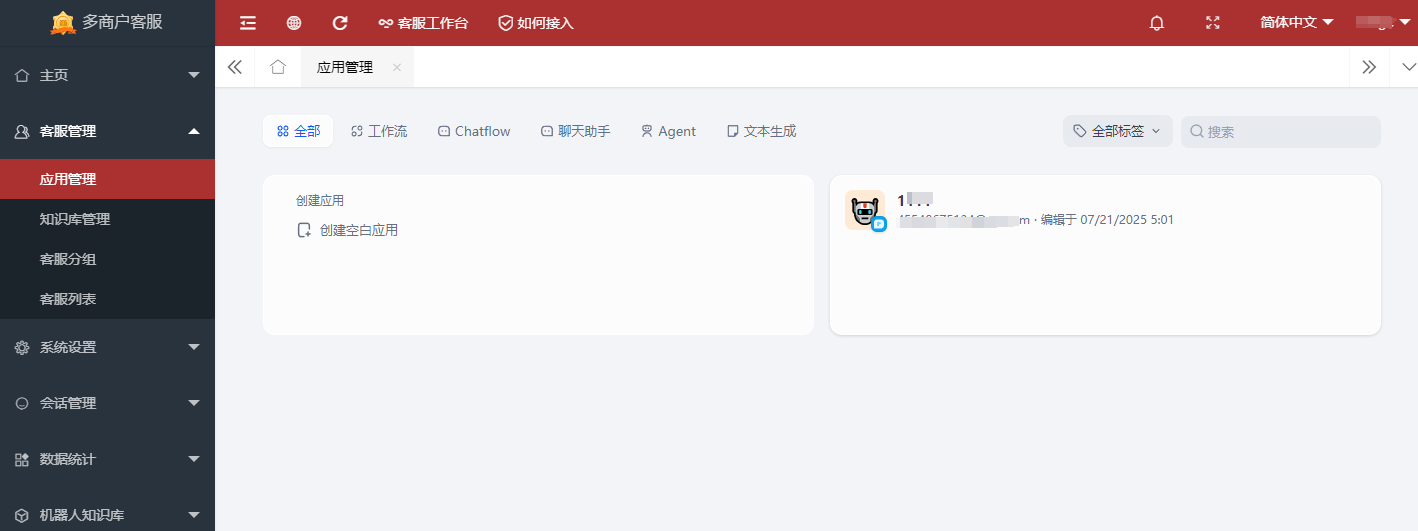 多商户客服
客服工作台 如何接入 简体中文
主页
应用管理
客服管理
全部 工作流 Chatflow 聊天助手 Agent 文本生成 全部标签 搜索
应用管理
知识库管理
客服分组
客服列表
系统设置
会话管理
数据统计
机器人知识库
创建应用
创建空白应用
m · 编辑于 07/21/2025 5:01